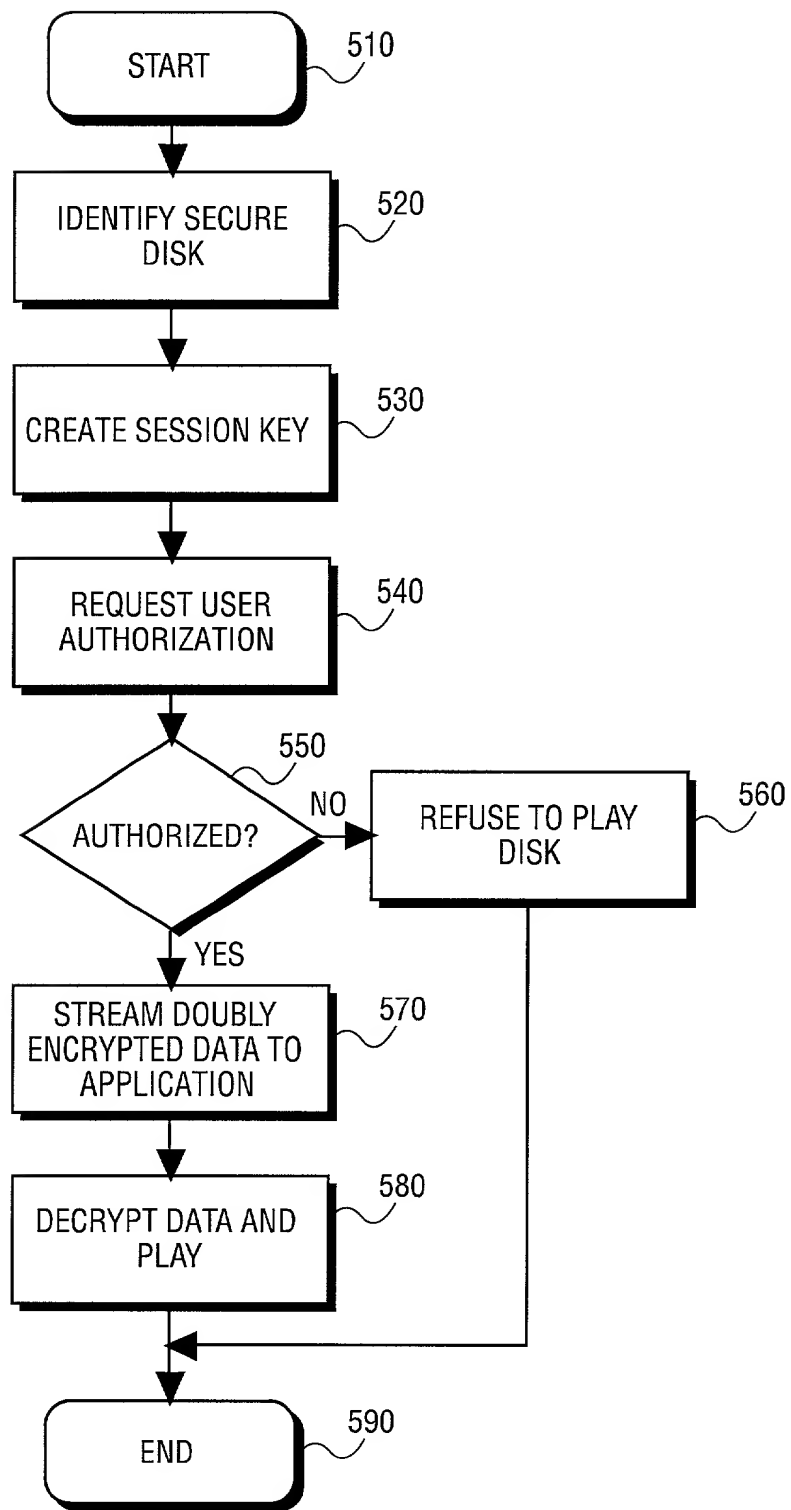 START
510
IDENTIFY SECURE
DISK
520
CREATE SESSION KEY
530
REQUEST USER
AUTHORIZATION
540
AUTHORIZED?
550
NO
REFUSE TO PLAY
DISK
560
YES
STREAM DOUBLY
ENCRYPTED DATA TO
APPLICATION
570
DECRYPT DATA AND
PLAY
580
END
590